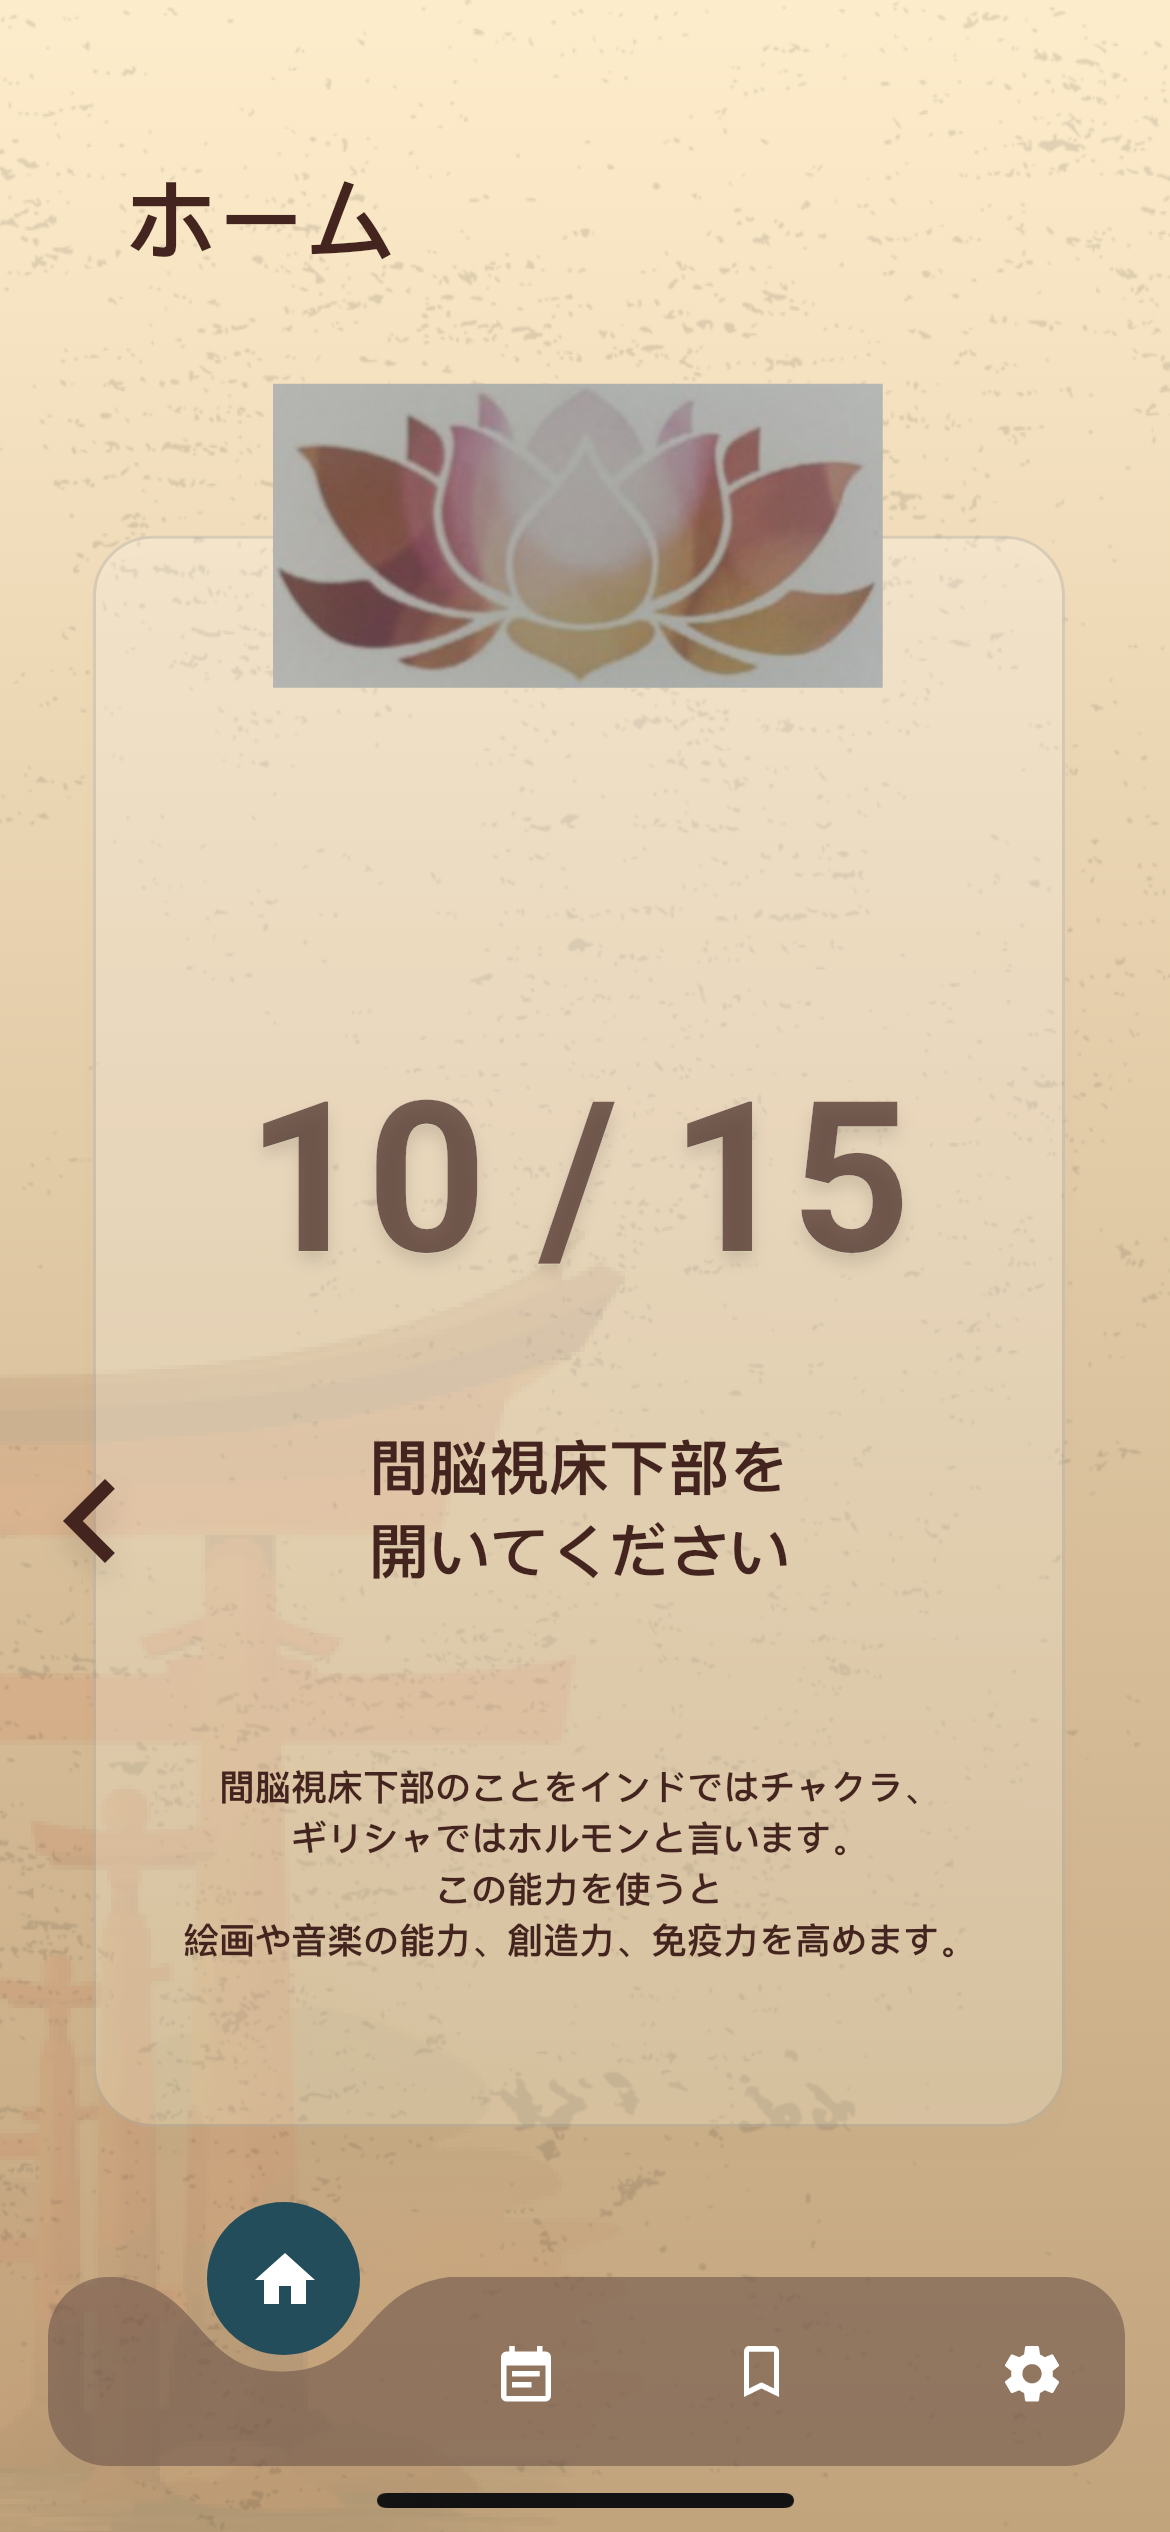 ホーム
10 / 15
間脳視床下部を
開いてください
間脳視床下部のことをインドではチャクラ、
ギリシャではホルモンと言います。
この能力を使うと
絵画や音楽の能力、創造力、免疫力を高めます。